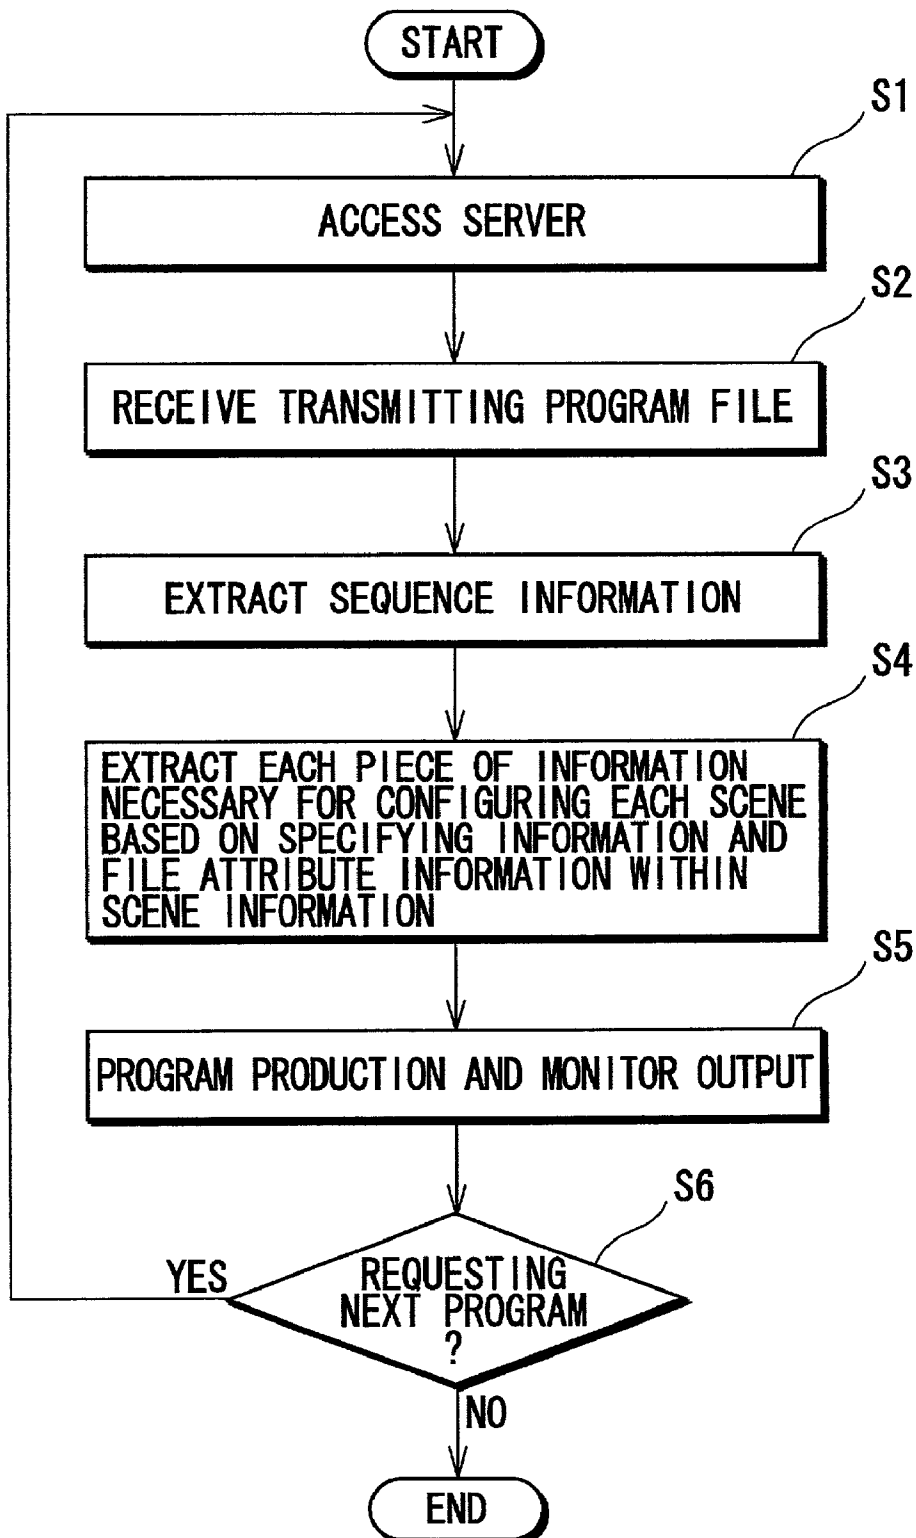 START
S1
ACCESS SERVER
S2
RECEIVE TRANSMITTING PROGRAM FILE
S3
EXTRACT SEQUENCE INFORMATION
S4
EXTRACT EACH PIECE OF INFORMATION
NECESSARY FOR CONFIGURING EACH SCENE
BASED ON SPECIFYING INFORMATION AND
FILE ATTRIBUTE INFORMATION WITHIN
SCENE INFORMATION
S5
PROGRAM PRODUCTION AND MONITOR OUTPUT
S6
YES
REQUESTING
NEXT PROGRAM
?
NO
END